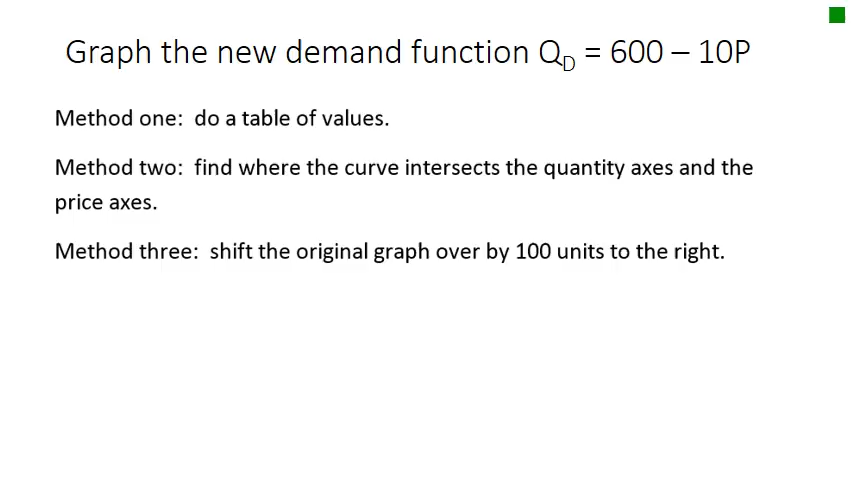 Graph the new demand function QD = 600 – 10P
Method one:  do a table of values.
Method two:  find where the curve intersects the quantity axes and the
price axes.
Method three:  shift the original graph over by 100 units to the right.